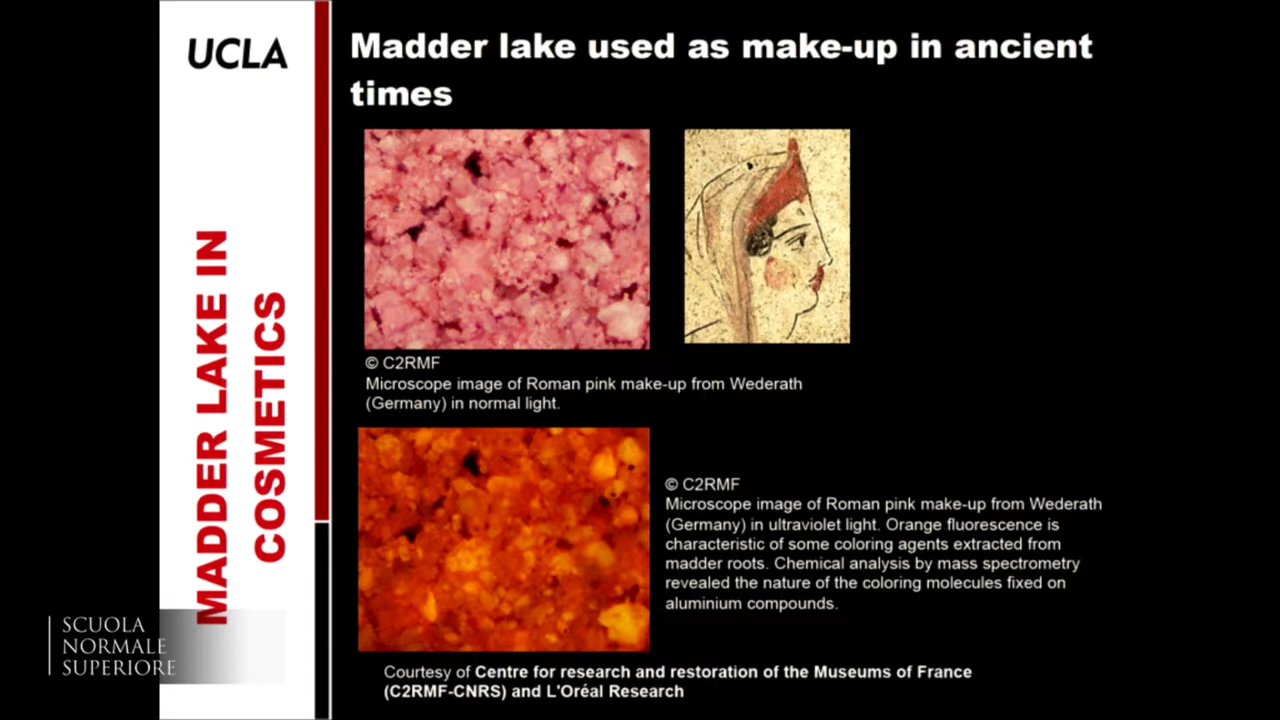 UCLA
MADDER LAKE IN
COSMETICS
Madder lake used as make-up in ancient
times
© C2RMF
Microscope image of Roman pink make-up from Wederath
(Germany) in normal light.
© C2RMF
Microscope image of Roman pink make-up from Wederath
(Germany) in ultraviolet light. Orange fluorescence is
characteristic of some coloring agents extracted from
madder roots. Chemical analysis by mass spectrometry
revealed the nature of the coloring molecules fixed on
aluminium compounds.
Courtesy of Centre for research and restoration of the Museums of France
(C2RMF-CNRS) and L'Oréal Research
SCUOLA
NORMALE
SUPERIORE